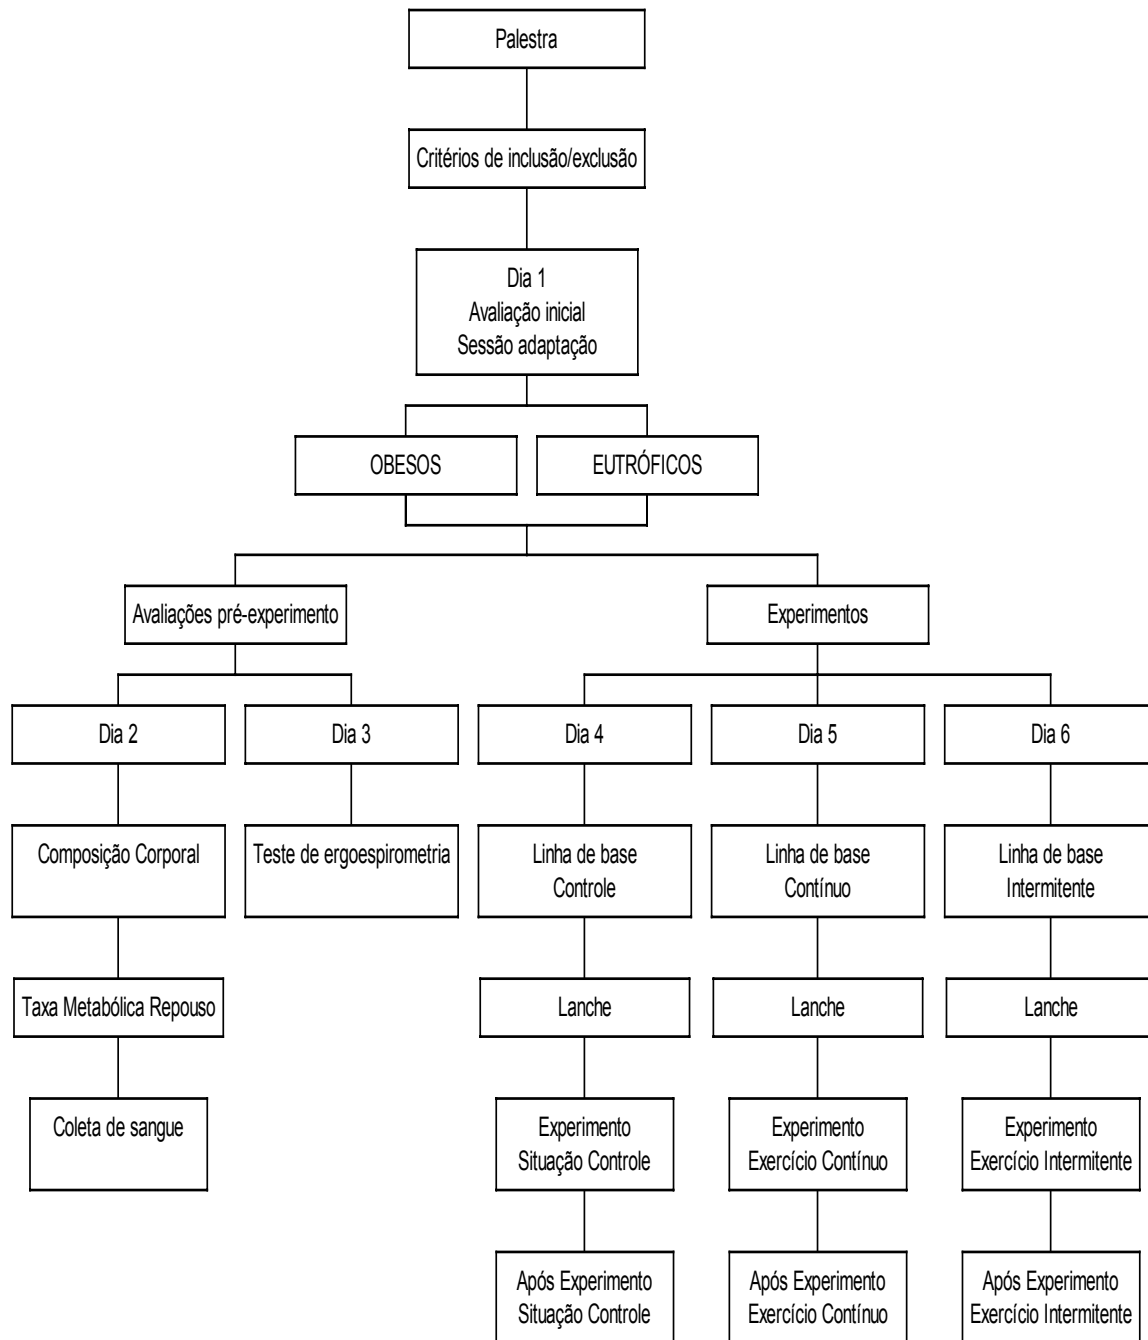 Palestra
Critérios de inclusão/exclusão
Dia 1
Avaliação inicial
Sessão adaptação
OBESOS
EUTRÓFICOS
Avaliações pré-experimento
Experimentos
Dia 2
Dia 3
Dia 4
Dia 5
Dia 6
Composição Corporal
Teste de ergoespirometria
Linha de base
Controle
Linha de base
Contínuo
Linha de base
Intermitente
Taxa Metabólica Repouso
Lanche
Lanche
Lanche
Coleta de sangue
Experimento
Situação Controle
Experimento
Exercício Contínuo
Experimento
Exercício Intermitente
Após Experimento
Situação Controle
Após Experimento
Exercício Contínuo
Após Experimento
Exercício Intermitente